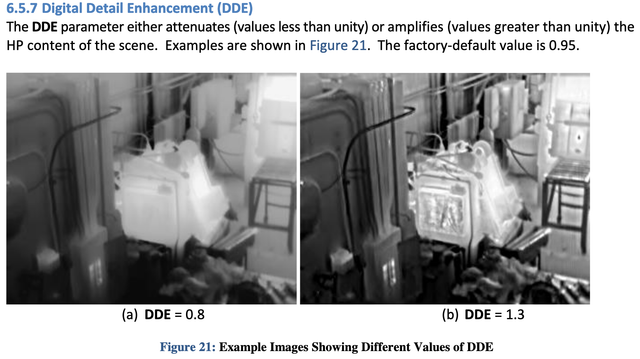 6.5.7 Digital Detail Enhancement (DDE)
The DDE parameter either attenuates (values less than unity) or amplifies (values greater than unity) the
HP content of the scene. Examples are shown in Figure 21. The factory-default value is 0.95.
(a) DDE = 0.8
(b) DDE = 1.3
Figure 21: Example Images Showing Different Values of DDE